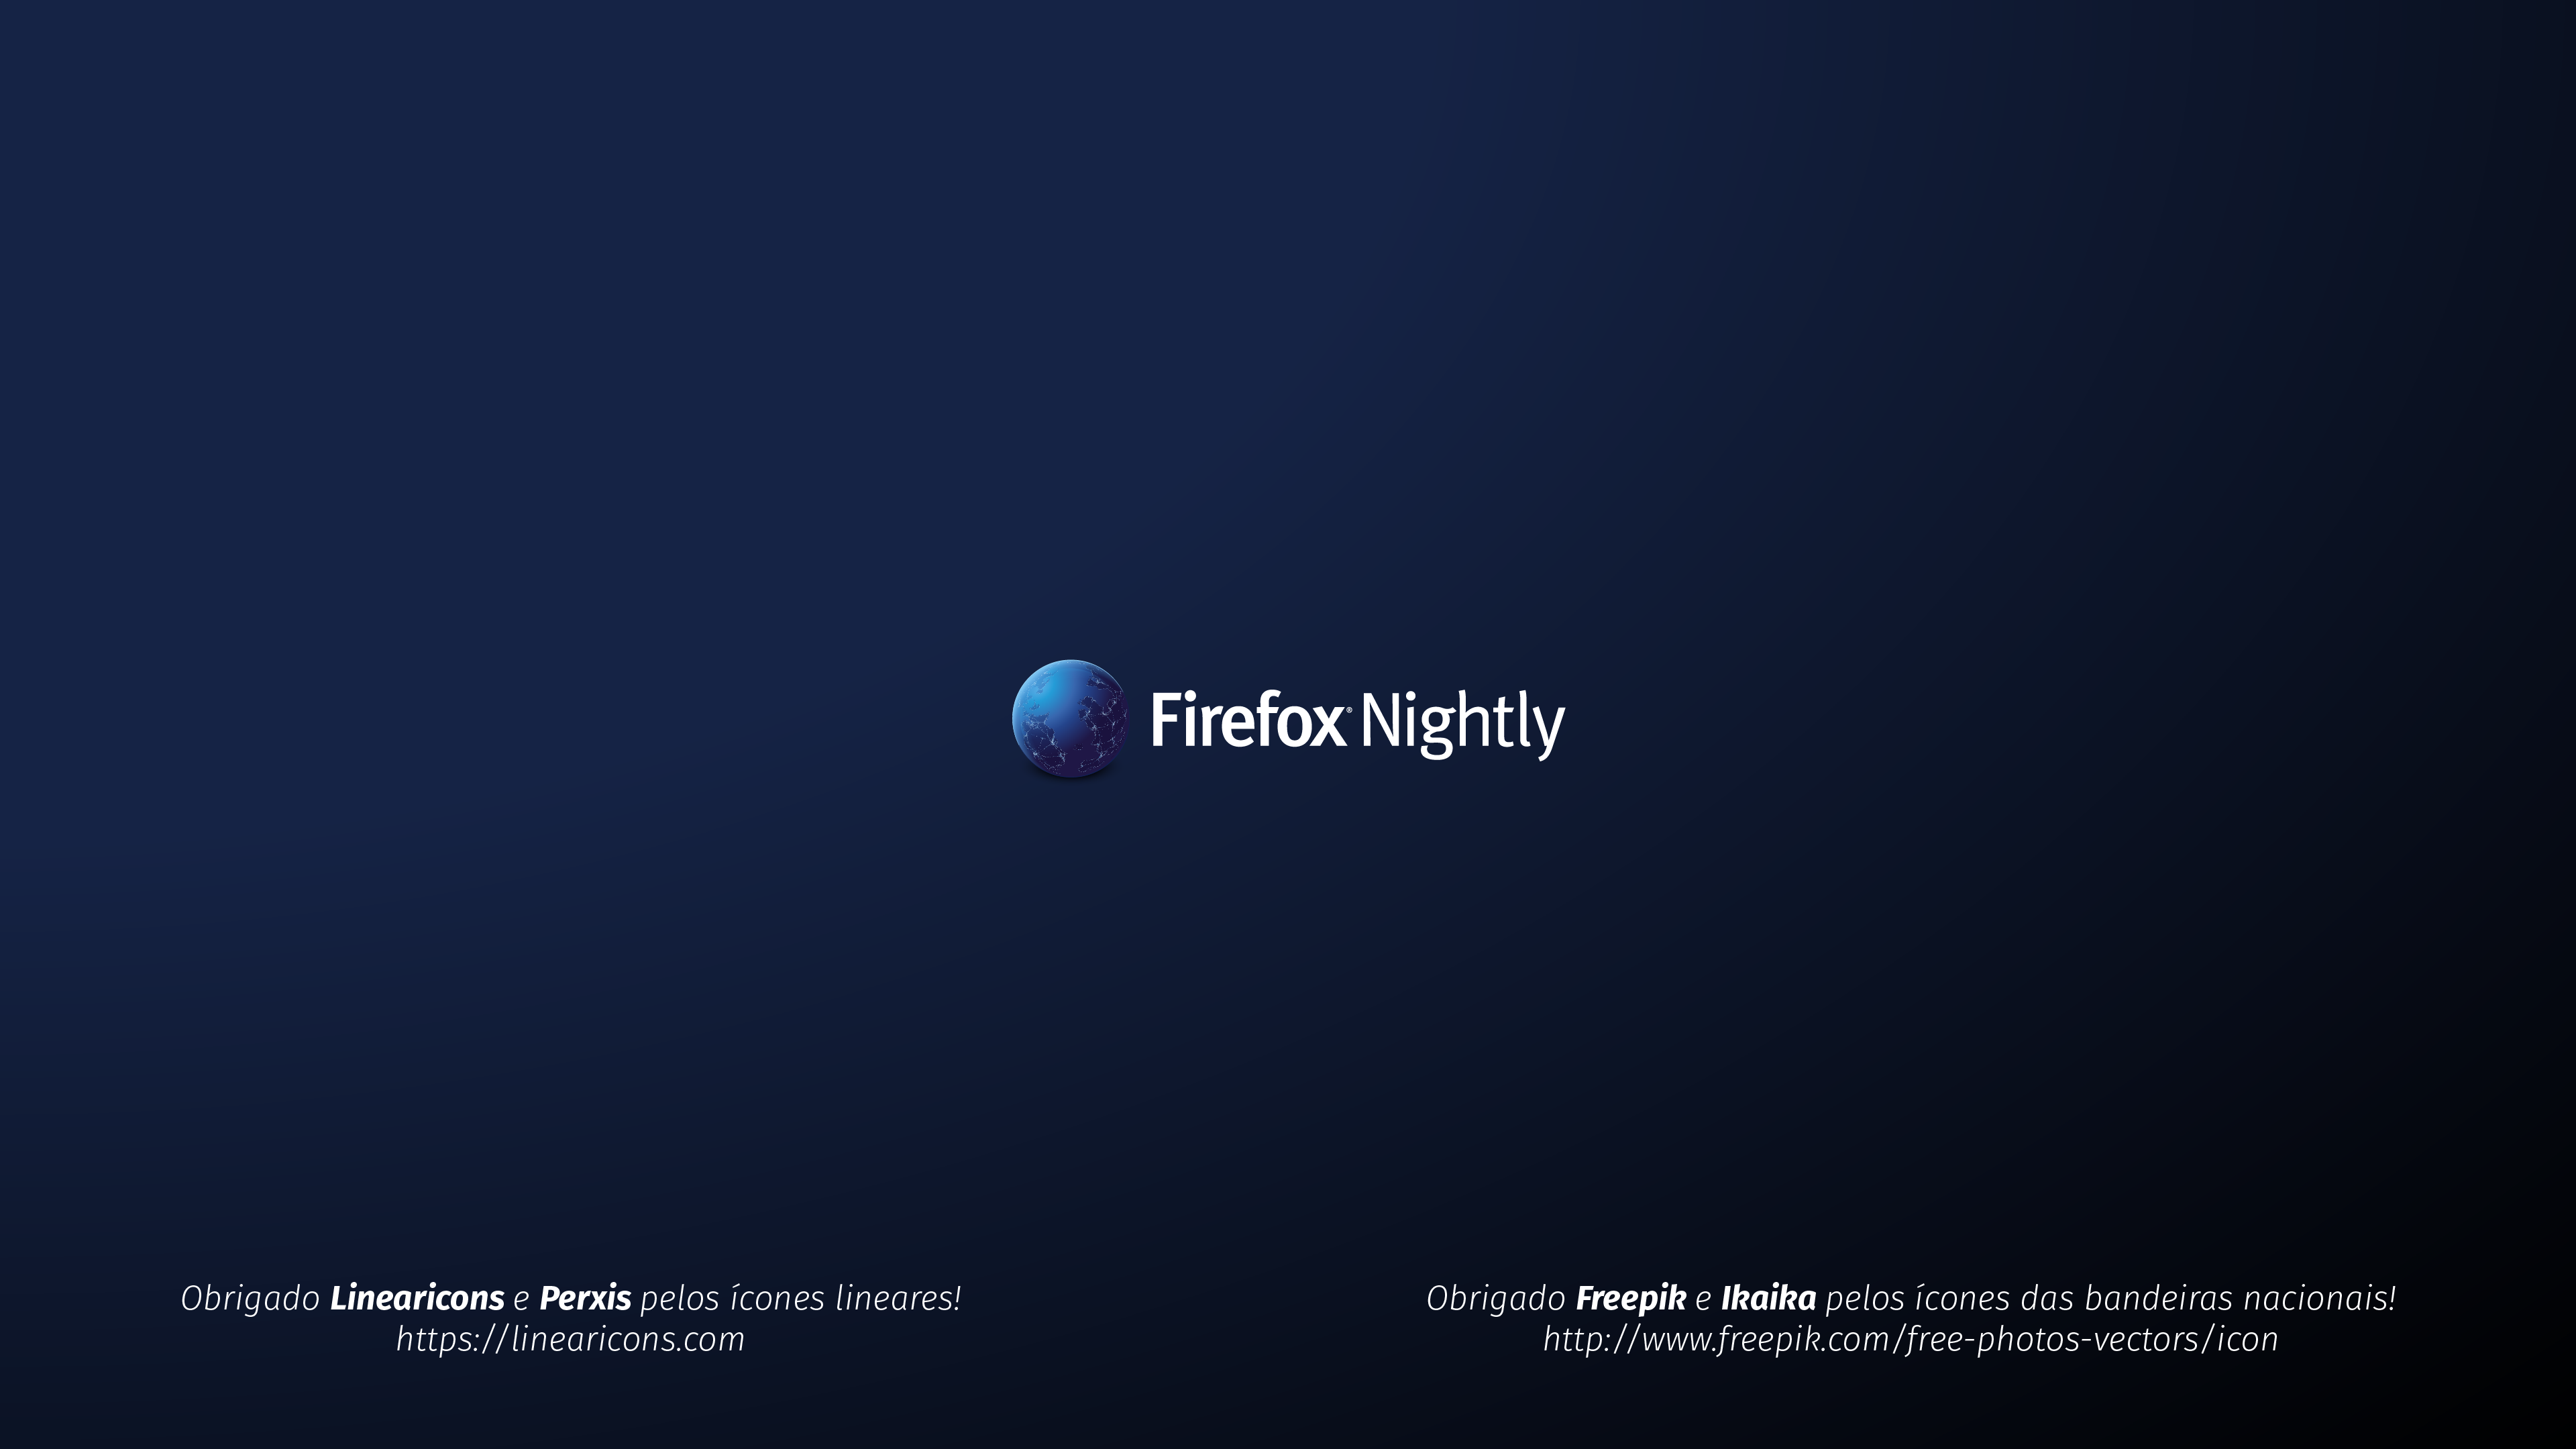 Firefox® Nightly
Obrigado Linearicons e Perxis pelos ícones lineares!
https://linearicons.com
Obrigado Freepik e Ikaika pelos ícones das bandeiras nacionais!
http://www.freepik.com/free-photos-vectors/icon